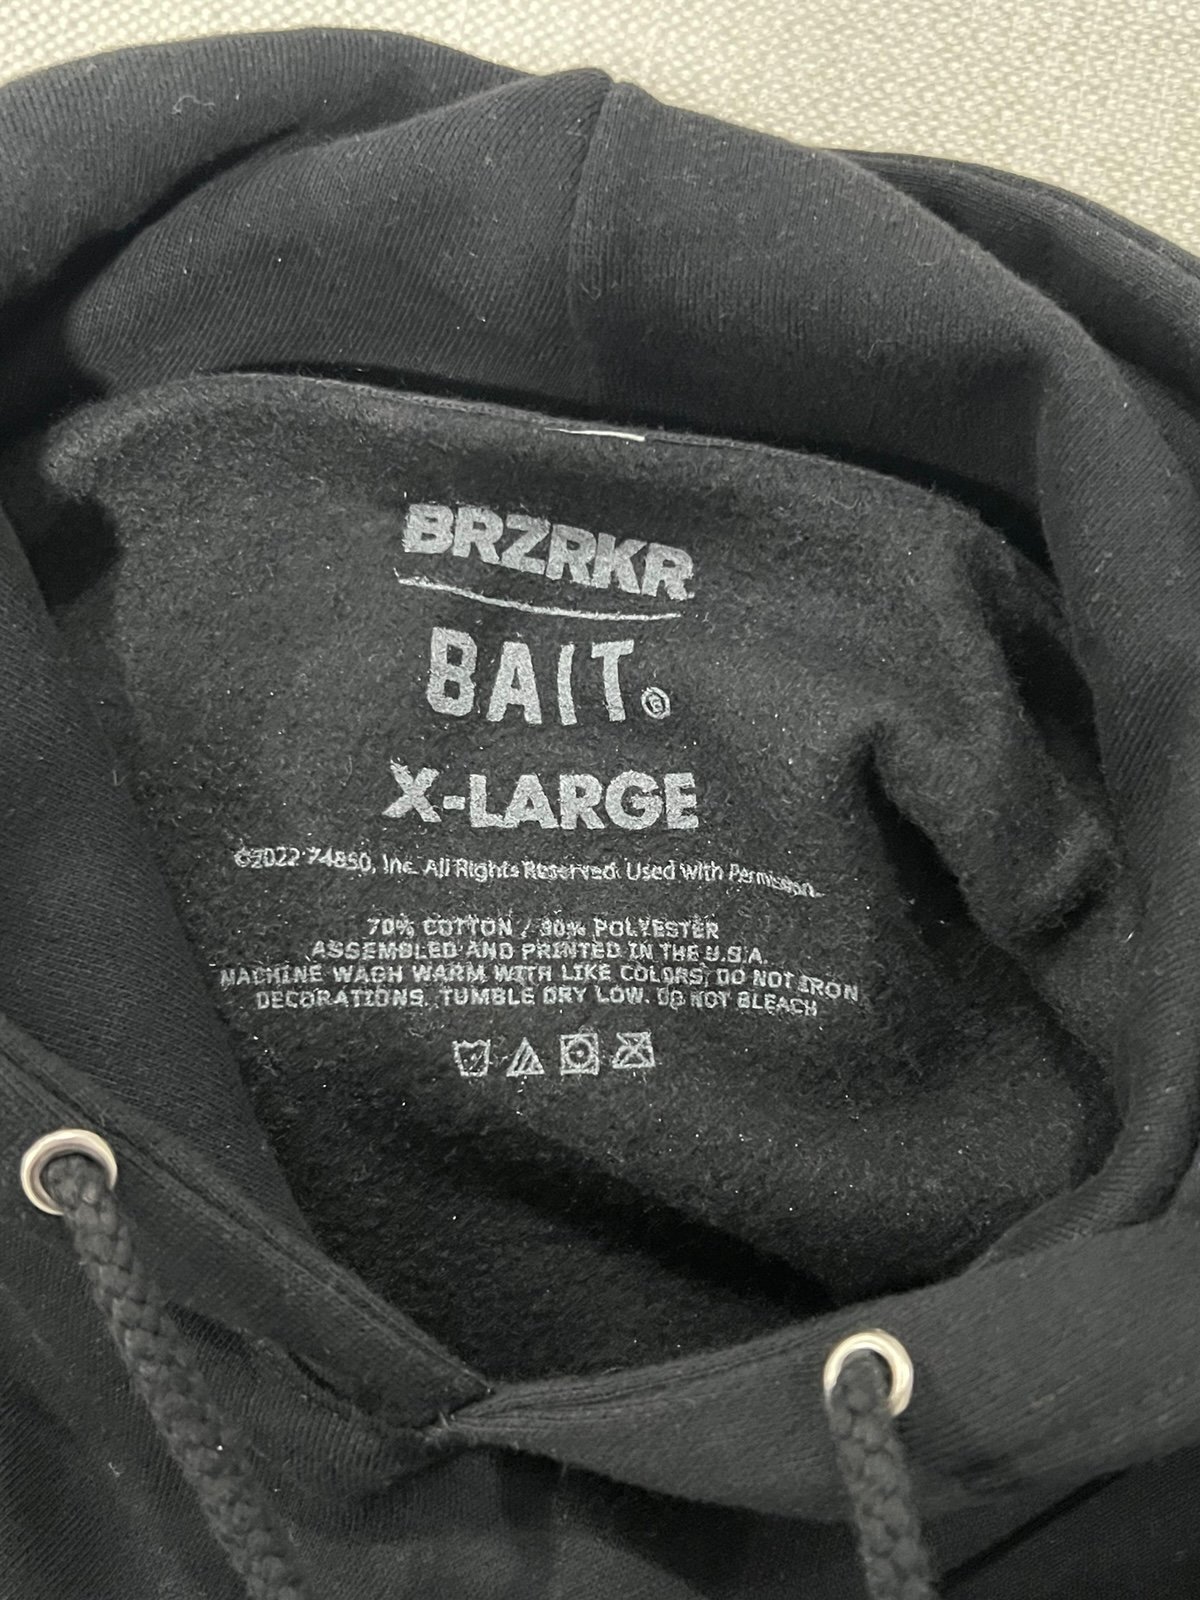 BRZRKR
BAIT®
X-LARGE
©2022 74850, Inc. All Rights Reserved. Used with Permission.
70% COTTON / 30% POLYESTER
ASSEMBLED AND PRINTED IN THE U.S.A.
MACHINE WASH WARM WITH LIKE COLORS, DO NOT IRON
DECORATIONS. TUMBLE DRY LOW. DO NOT BLEACH